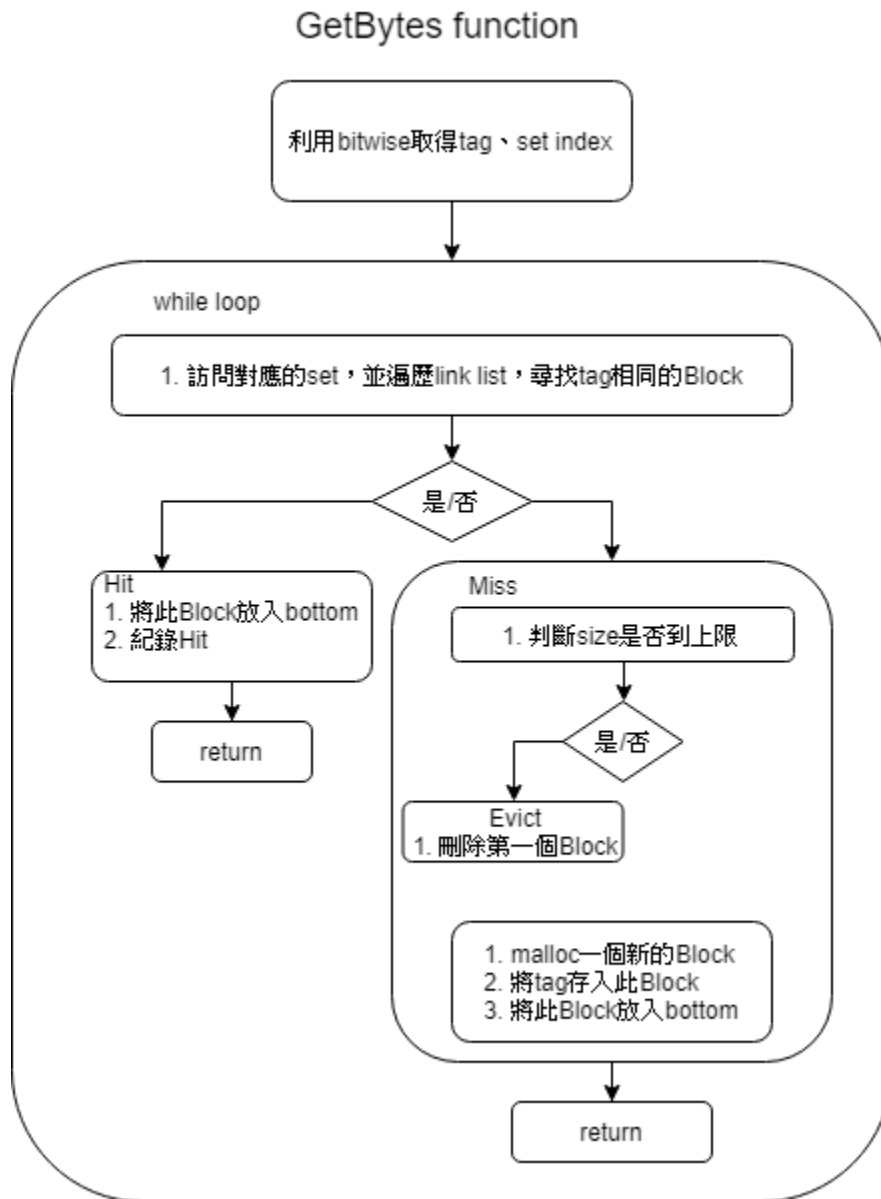 GetBytes function
利用bitwise取得tag、set index
while loop
1. 訪問對應的set，並遍歷link list，尋找tag相同的Block
是/否
Hit
1. 將此Block放入bottom
2. 紀錄Hit
return
Miss
1. 判斷size是否到上限
是/否
Evict
1. 刪除第一個Block
1. malloc一個新的Block
2. 將tag存入此Block
3. 將此Block放入bottom
return